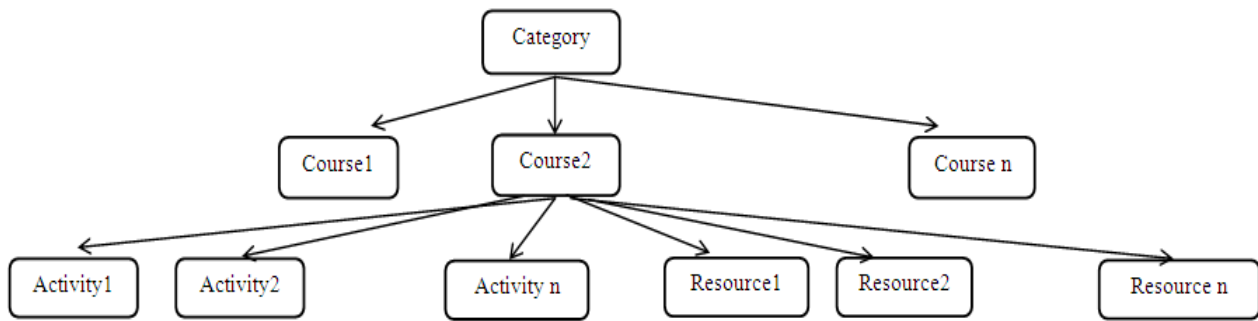 Category
Course1
Course2
Course n
Activity1
Activity2
Activity n
Resource1
Resource2
Resource n